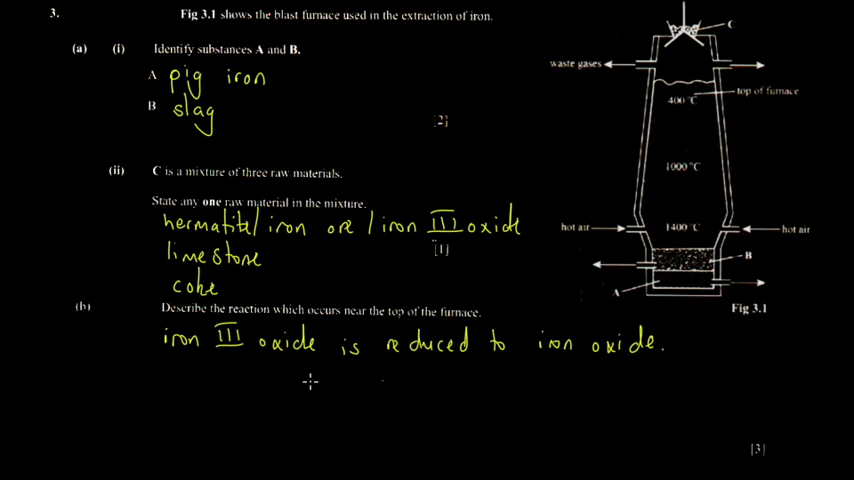 3. Fig 3.1 shows the blast furnace used in the extraction of iron.
(a) (i) Identify substances A and B.
A pig iron
B slag
[2]
(ii) C is a mixture of three raw materials.
State any one raw material in the mixture.
hermatite/ iron ore / iron III oxide
[1]
limestone
coke
(b) Describe the reaction which occurs near the top of the furnace.
iron III oxide is reduced to iron oxide.
[3]
C
waste gases
top of furnace
400 °C
1000 °C
1400 °C
hot air
hot air
B
A
Fig 3.1